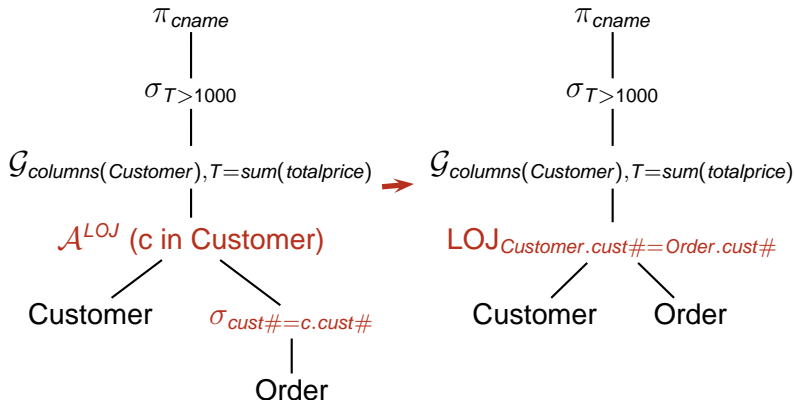 π_cname π_cname
σ_T>1000 σ_T>1000
𝒢_columns(Customer),T=sum(totalprice) 𝒢_columns(Customer),T=sum(totalprice)
𝒜^LOJ (c in Customer) LOJ_Customer.cust#=Order.cust#
Customer σ_cust#=c.cust# Customer Order
Order